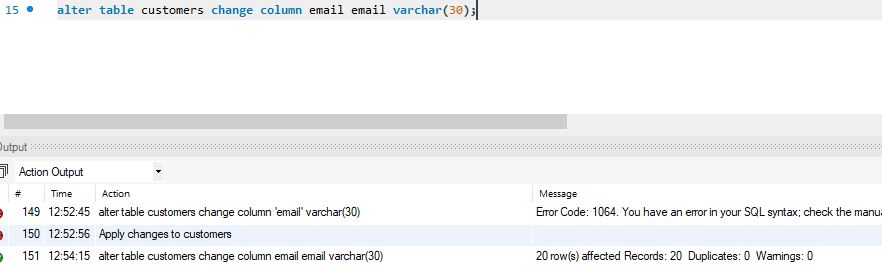 15 alter table customers change column email email varchar(30);
Output
Action Output
# Time Action Message
149 12:52:45 alter table customers change column 'email' varchar(30) Error Code: 1064. You have an error in your SQL syntax; check the manua
150 12:52:56 Apply changes to customers
151 12:54:15 alter table customers change column email email varchar(30) 20 row(s) affected Records: 20 Duplicates: 0 Warnings: 0